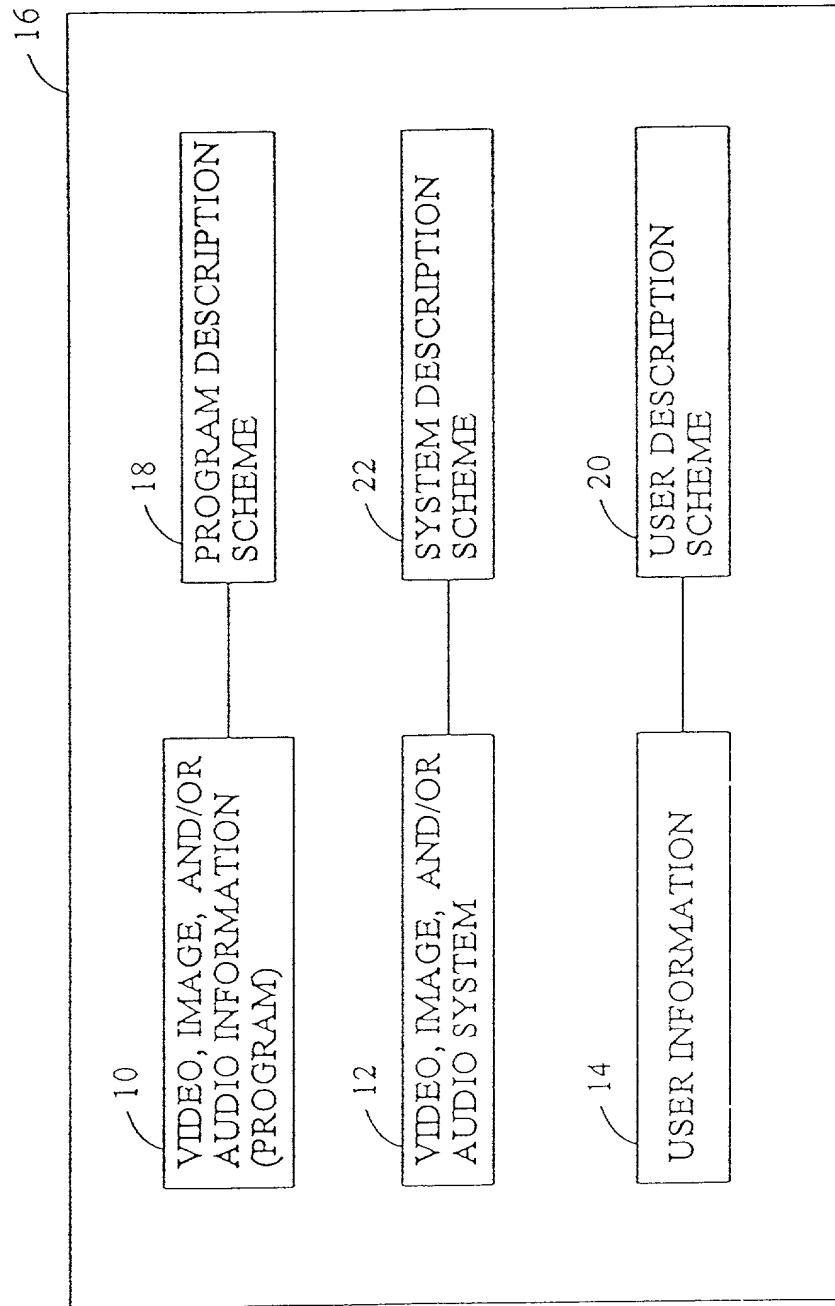 16
10
VIDEO, IMAGE, AND/OR
AUDIO INFORMATION
(PROGRAM)
18
PROGRAM DESCRIPTION
SCHEME
12
VIDEO, IMAGE, AND/OR
AUDIO SYSTEM
22
SYSTEM DESCRIPTION
SCHEME
14
USER INFORMATION
20
USER DESCRIPTION
SCHEME